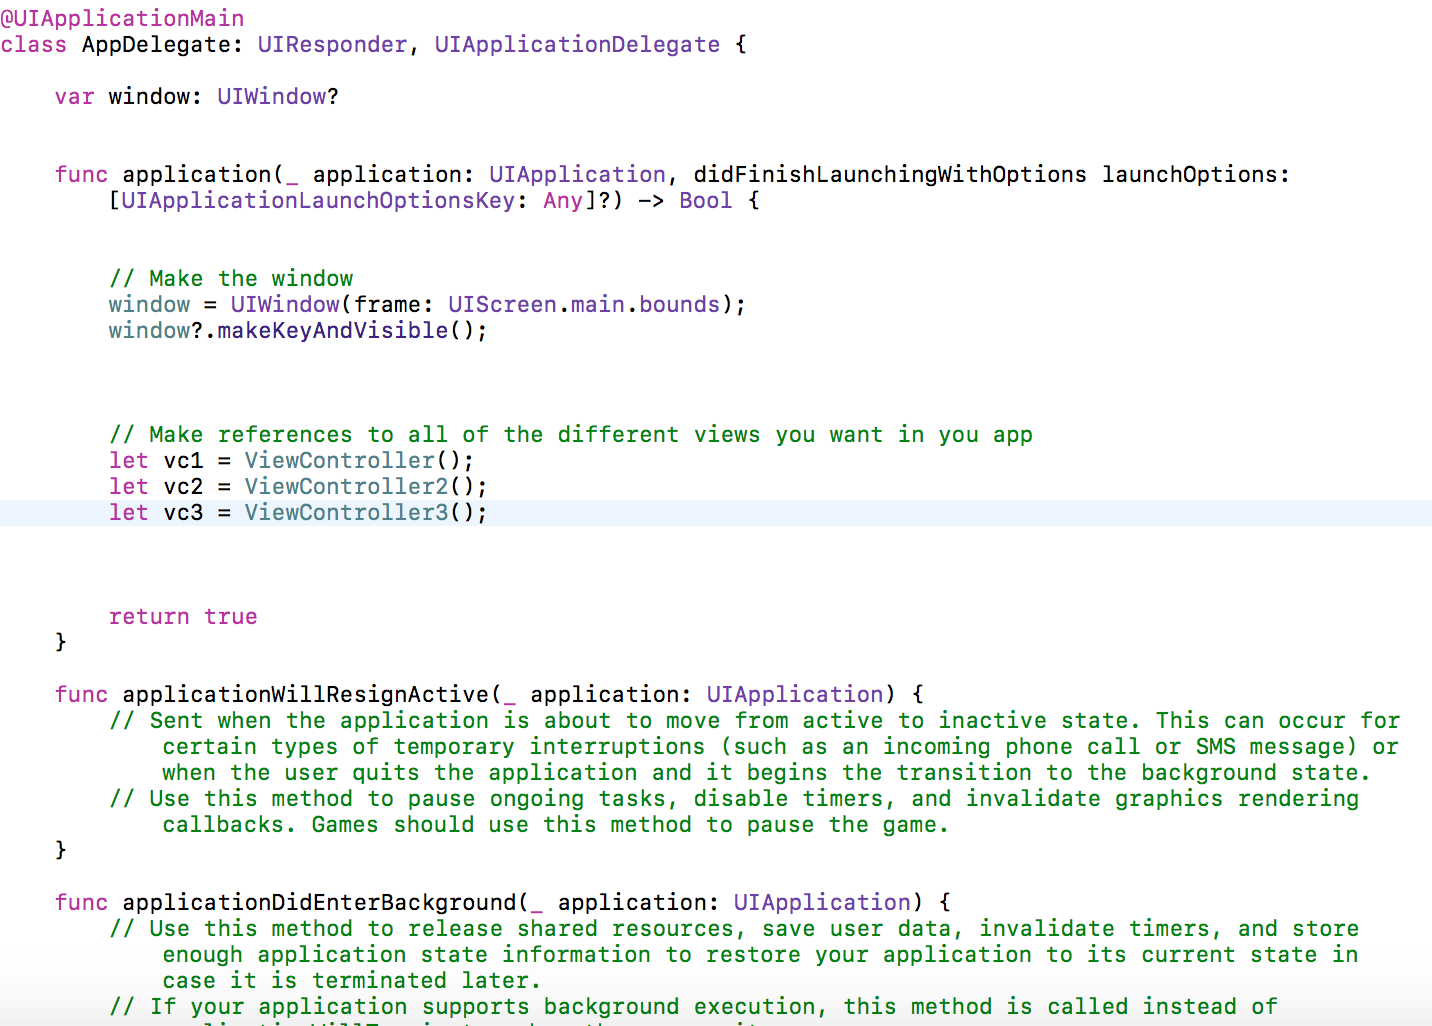 @UIApplicationMain
class AppDelegate: UIResponder, UIApplicationDelegate {
var window: UIWindow?
func application(_ application: UIApplication, didFinishLaunchingWithOptions launchOptions:
[UIApplicationLaunchOptionsKey: Any]?) -> Bool {
// Make the window
window = UIWindow(frame: UIScreen.main.bounds);
window?.makeKeyAndVisible();
// Make references to all of the different views you want in you app
let vc1 = ViewController();
let vc2 = ViewController2();
let vc3 = ViewController3();
return true
}
func applicationWillResignActive(_ application: UIApplication) {
// Sent when the application is about to move from active to inactive state. This can occur for
certain types of temporary interruptions (such as an incoming phone call or SMS message) or
when the user quits the application and it begins the transition to the background state.
// Use this method to pause ongoing tasks, disable timers, and invalidate graphics rendering
callbacks. Games should use this method to pause the game.
}
func applicationDidEnterBackground(_ application: UIApplication) {
// Use this method to release shared resources, save user data, invalidate timers, and store
enough application state information to restore your application to its current state in
case it is terminated later.
// If your application supports background execution, this method is called instead of